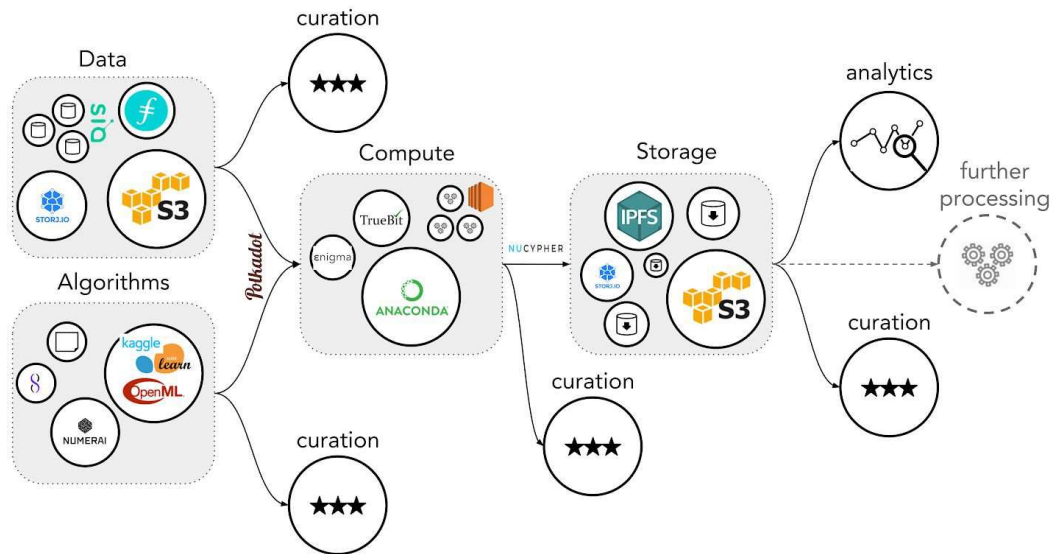 curation
Data
SIA
STORJ.IO
S3
Compute
TrueBit
εnigma
ANACONDA
Polkadot
NUCYPHER
Storage
IPFS
STORJ.IO
S3
analytics
further
processing
Algorithms
kaggle
learn
OpenML
NUMERAI
curation
curation
curation